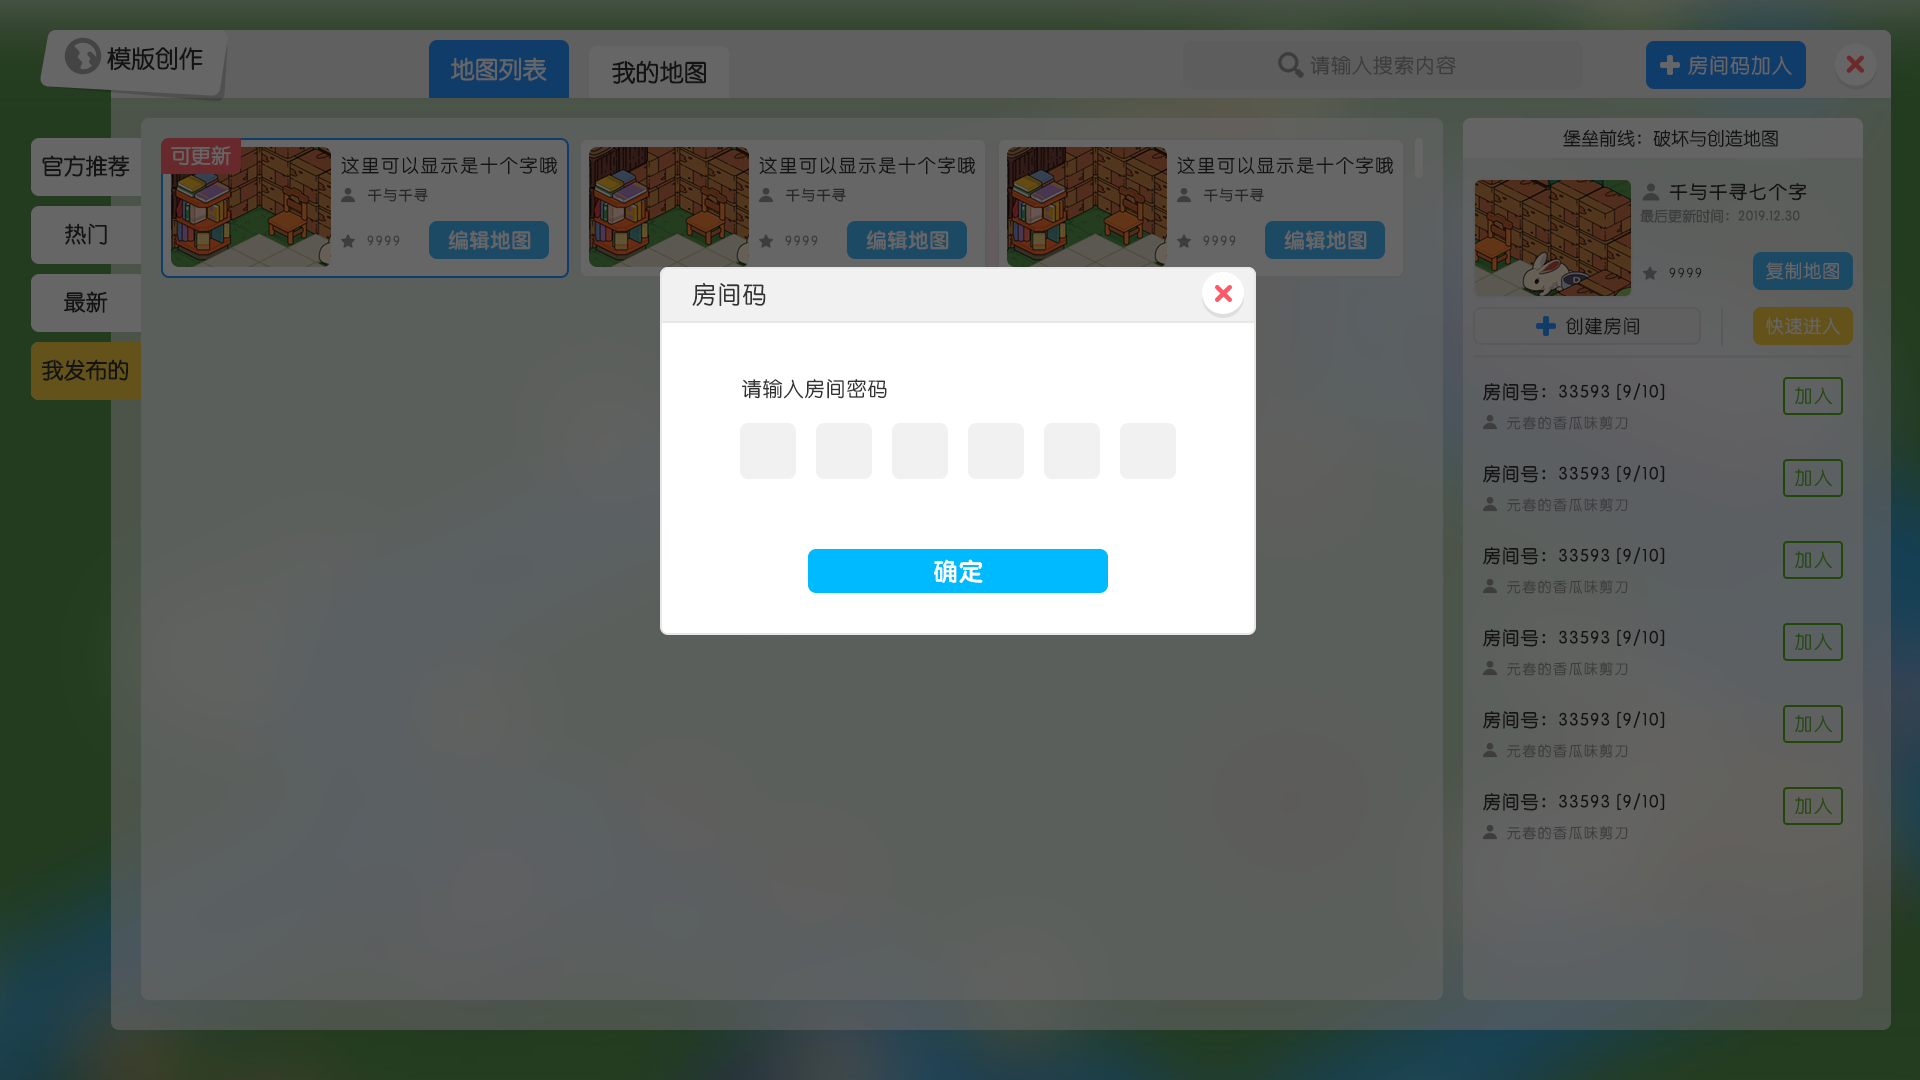 模版创作
地图列表
我的地图
请输入搜索内容
房间码加入
官方推荐
热门
最新
我发布的
可更新
这里可以显示是十个字哦
千与千寻
9999
编辑地图
这里可以显示是十个字哦
千与千寻
9999
编辑地图
这里可以显示是十个字哦
千与千寻
9999
编辑地图
房间码
请输入房间密码
确定
堡垒前线：破坏与创造地图
千与千寻七个字
最后更新时间：2019.12.30
9999
复制地图
创建房间
快速进入
房间号：33593 [9/10]
元春的香瓜味剪刀
加入
房间号：33593 [9/10]
元春的香瓜味剪刀
加入
房间号：33593 [9/10]
元春的香瓜味剪刀
加入
房间号：33593 [9/10]
元春的香瓜味剪刀
加入
房间号：33593 [9/10]
元春的香瓜味剪刀
加入
房间号：33593 [9/10]
元春的香瓜味剪刀
加入